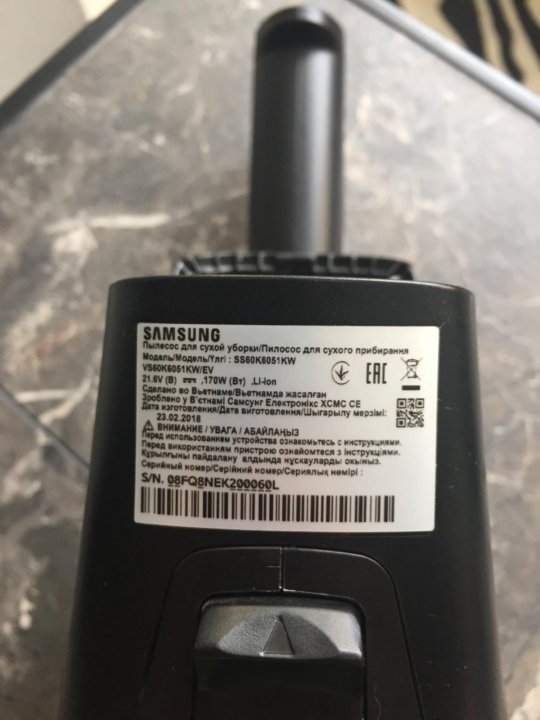 SAMSUNG
Пылесос для сухой уборки/Пилосос для сухого прибирання
Модель/Модель/Үлгі : SS60K6051KW
VS60K6051KW/EV
21.6V (В) ⎓ ,170W (Вт) ,Li-ion
EAC
Сделано во Вьетнаме/Вьетнамда жасалған
Зроблено у В'єтнамі Самсунг Електронікс ХСМС СЕ
Дата изготовления/Дата виготовлення/Шығарылу мерзімі:
23.02.2018
⚠ ВНИМАНИЕ / УВАГА / АБАЙЛАҢЫЗ
Перед использованием устройства ознакомьтесь с инструкциями.
Перед використанням пристрою ознайомтеся з інструкціями.
Құрылғыны пайдалану алдында нұсқауларды оқыңыз.
Серийный номер/Серійний номер/Сериялық нөмірі :
S/N. 08FQ8NEK200060L